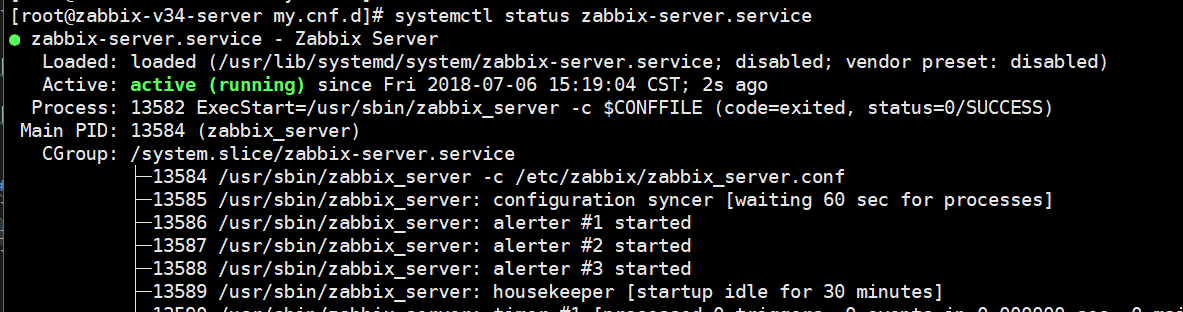 [root@zabbix-v34-server my.cnf.d]# systemctl status zabbix-server.service
● zabbix-server.service - Zabbix Server
Loaded: loaded (/usr/lib/systemd/system/zabbix-server.service; disabled; vendor preset: disabled)
Active: active (running) since Fri 2018-07-06 15:19:04 CST; 2s ago
Process: 13582 ExecStart=/usr/sbin/zabbix_server -c $CONFFILE (code=exited, status=0/SUCCESS)
Main PID: 13584 (zabbix_server)
CGroup: /system.slice/zabbix-server.service
├─13584 /usr/sbin/zabbix_server -c /etc/zabbix/zabbix_server.conf
├─13585 /usr/sbin/zabbix_server: configuration syncer [waiting 60 sec for processes]
├─13586 /usr/sbin/zabbix_server: alerter #1 started
├─13587 /usr/sbin/zabbix_server: alerter #2 started
├─13588 /usr/sbin/zabbix_server: alerter #3 started
├─13589 /usr/sbin/zabbix_server: housekeeper [startup idle for 30 minutes]